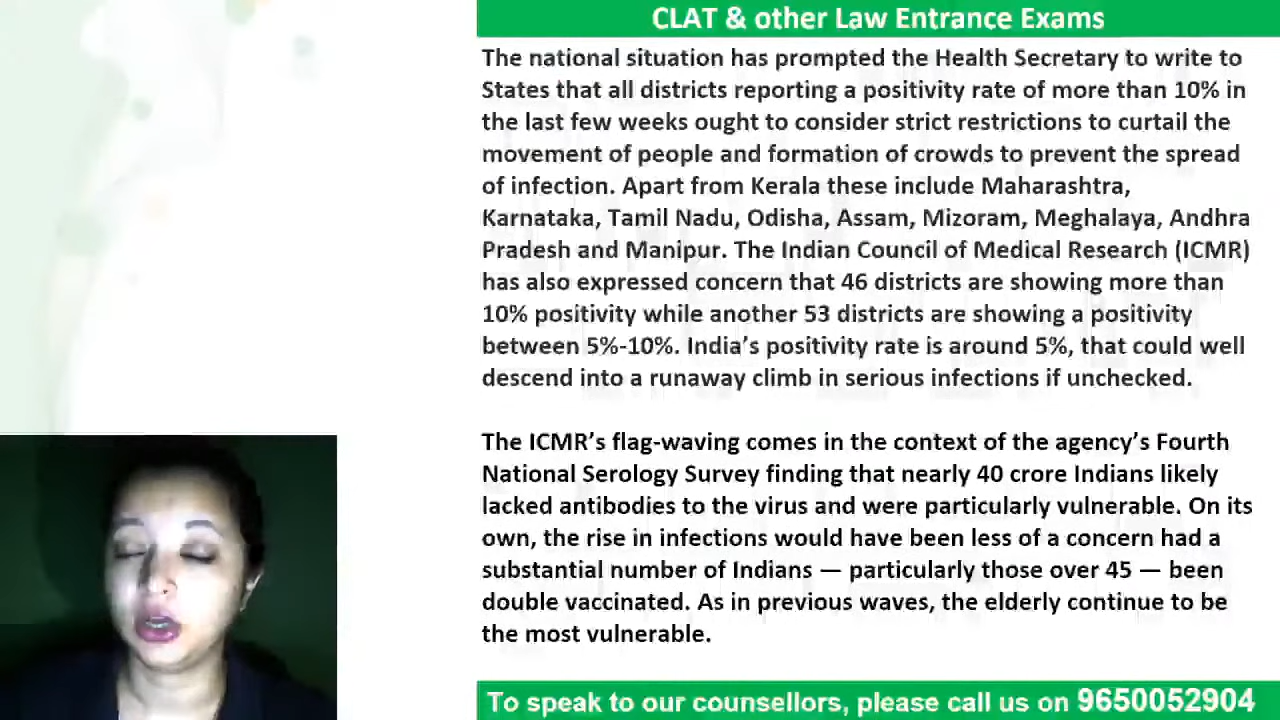 CLAT & other Law Entrance Exams
The national situation has prompted the Health Secretary to write to
States that all districts reporting a positivity rate of more than 10% in
the last few weeks ought to consider strict restrictions to curtail the
movement of people and formation of crowds to prevent the spread
of infection. Apart from Kerala these include Maharashtra,
Karnataka, Tamil Nadu, Odisha, Assam, Mizoram, Meghalaya, Andhra
Pradesh and Manipur. The Indian Council of Medical Research (ICMR)
has also expressed concern that 46 districts are showing more than
10% positivity while another 53 districts are showing a positivity
between 5%-10%. India’s positivity rate is around 5%, that could well
descend into a runaway climb in serious infections if unchecked.
The ICMR’s flag-waving comes in the context of the agency’s Fourth
National Serology Survey finding that nearly 40 crore Indians likely
lacked antibodies to the virus and were particularly vulnerable. On its
own, the rise in infections would have been less of a concern had a
substantial number of Indians — particularly those over 45 — been
double vaccinated. As in previous waves, the elderly continue to be
the most vulnerable.
To speak to our counsellors, please call us on 9650052904